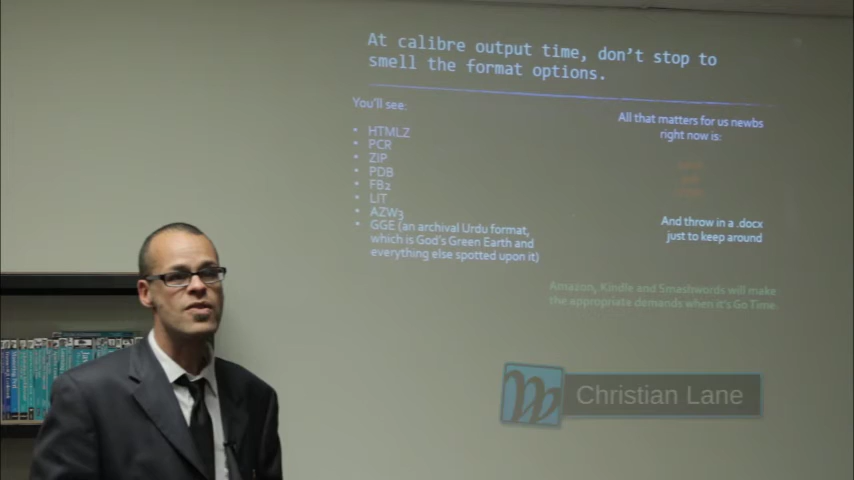 At calibre output time, don't stop to
smell the format options.
You'll see:
• HTMLZ
• PCR
• ZIP
• PDB
• FB2
• LIT
• AZW3
• GGE (an archival Urdu format,
which is God's Green Earth and
everything else spotted upon it)
All that matters for us newbs
right now is:
And throw in a .docx
just to keep around
Amazon, Kindle and Smashwords will make
the appropriate demands when it's Go Time.
W
Christian Lane